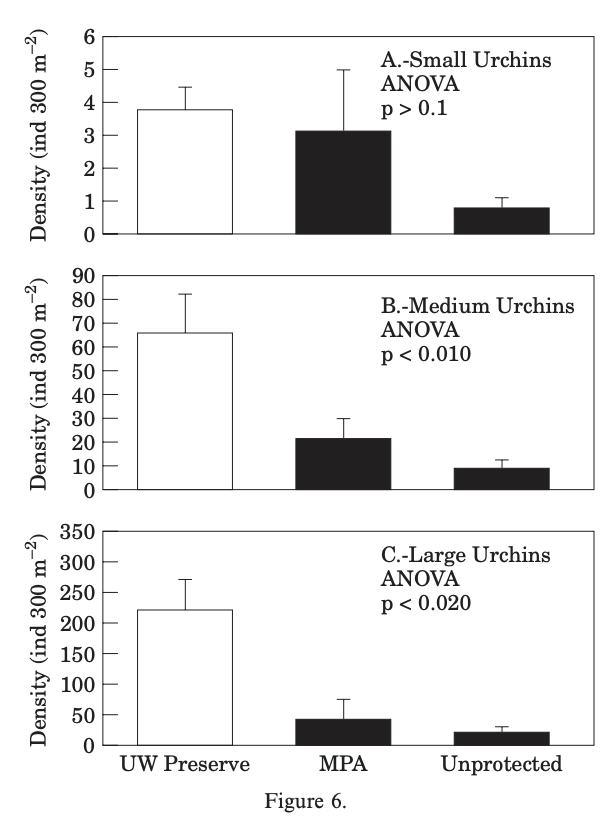 Density (ind 300 m⁻²)
6
5
4
3
2
1
0
A.-Small Urchins
ANOVA
p > 0.1
Density (ind 300 m⁻²)
90
80
70
60
50
40
30
20
10
0
B.-Medium Urchins
ANOVA
p < 0.010
Density (ind 300 m⁻²)
350
300
250
200
150
100
50
0
C.-Large Urchins
ANOVA
p < 0.020
UW Preserve MPA Unprotected
Figure 6.